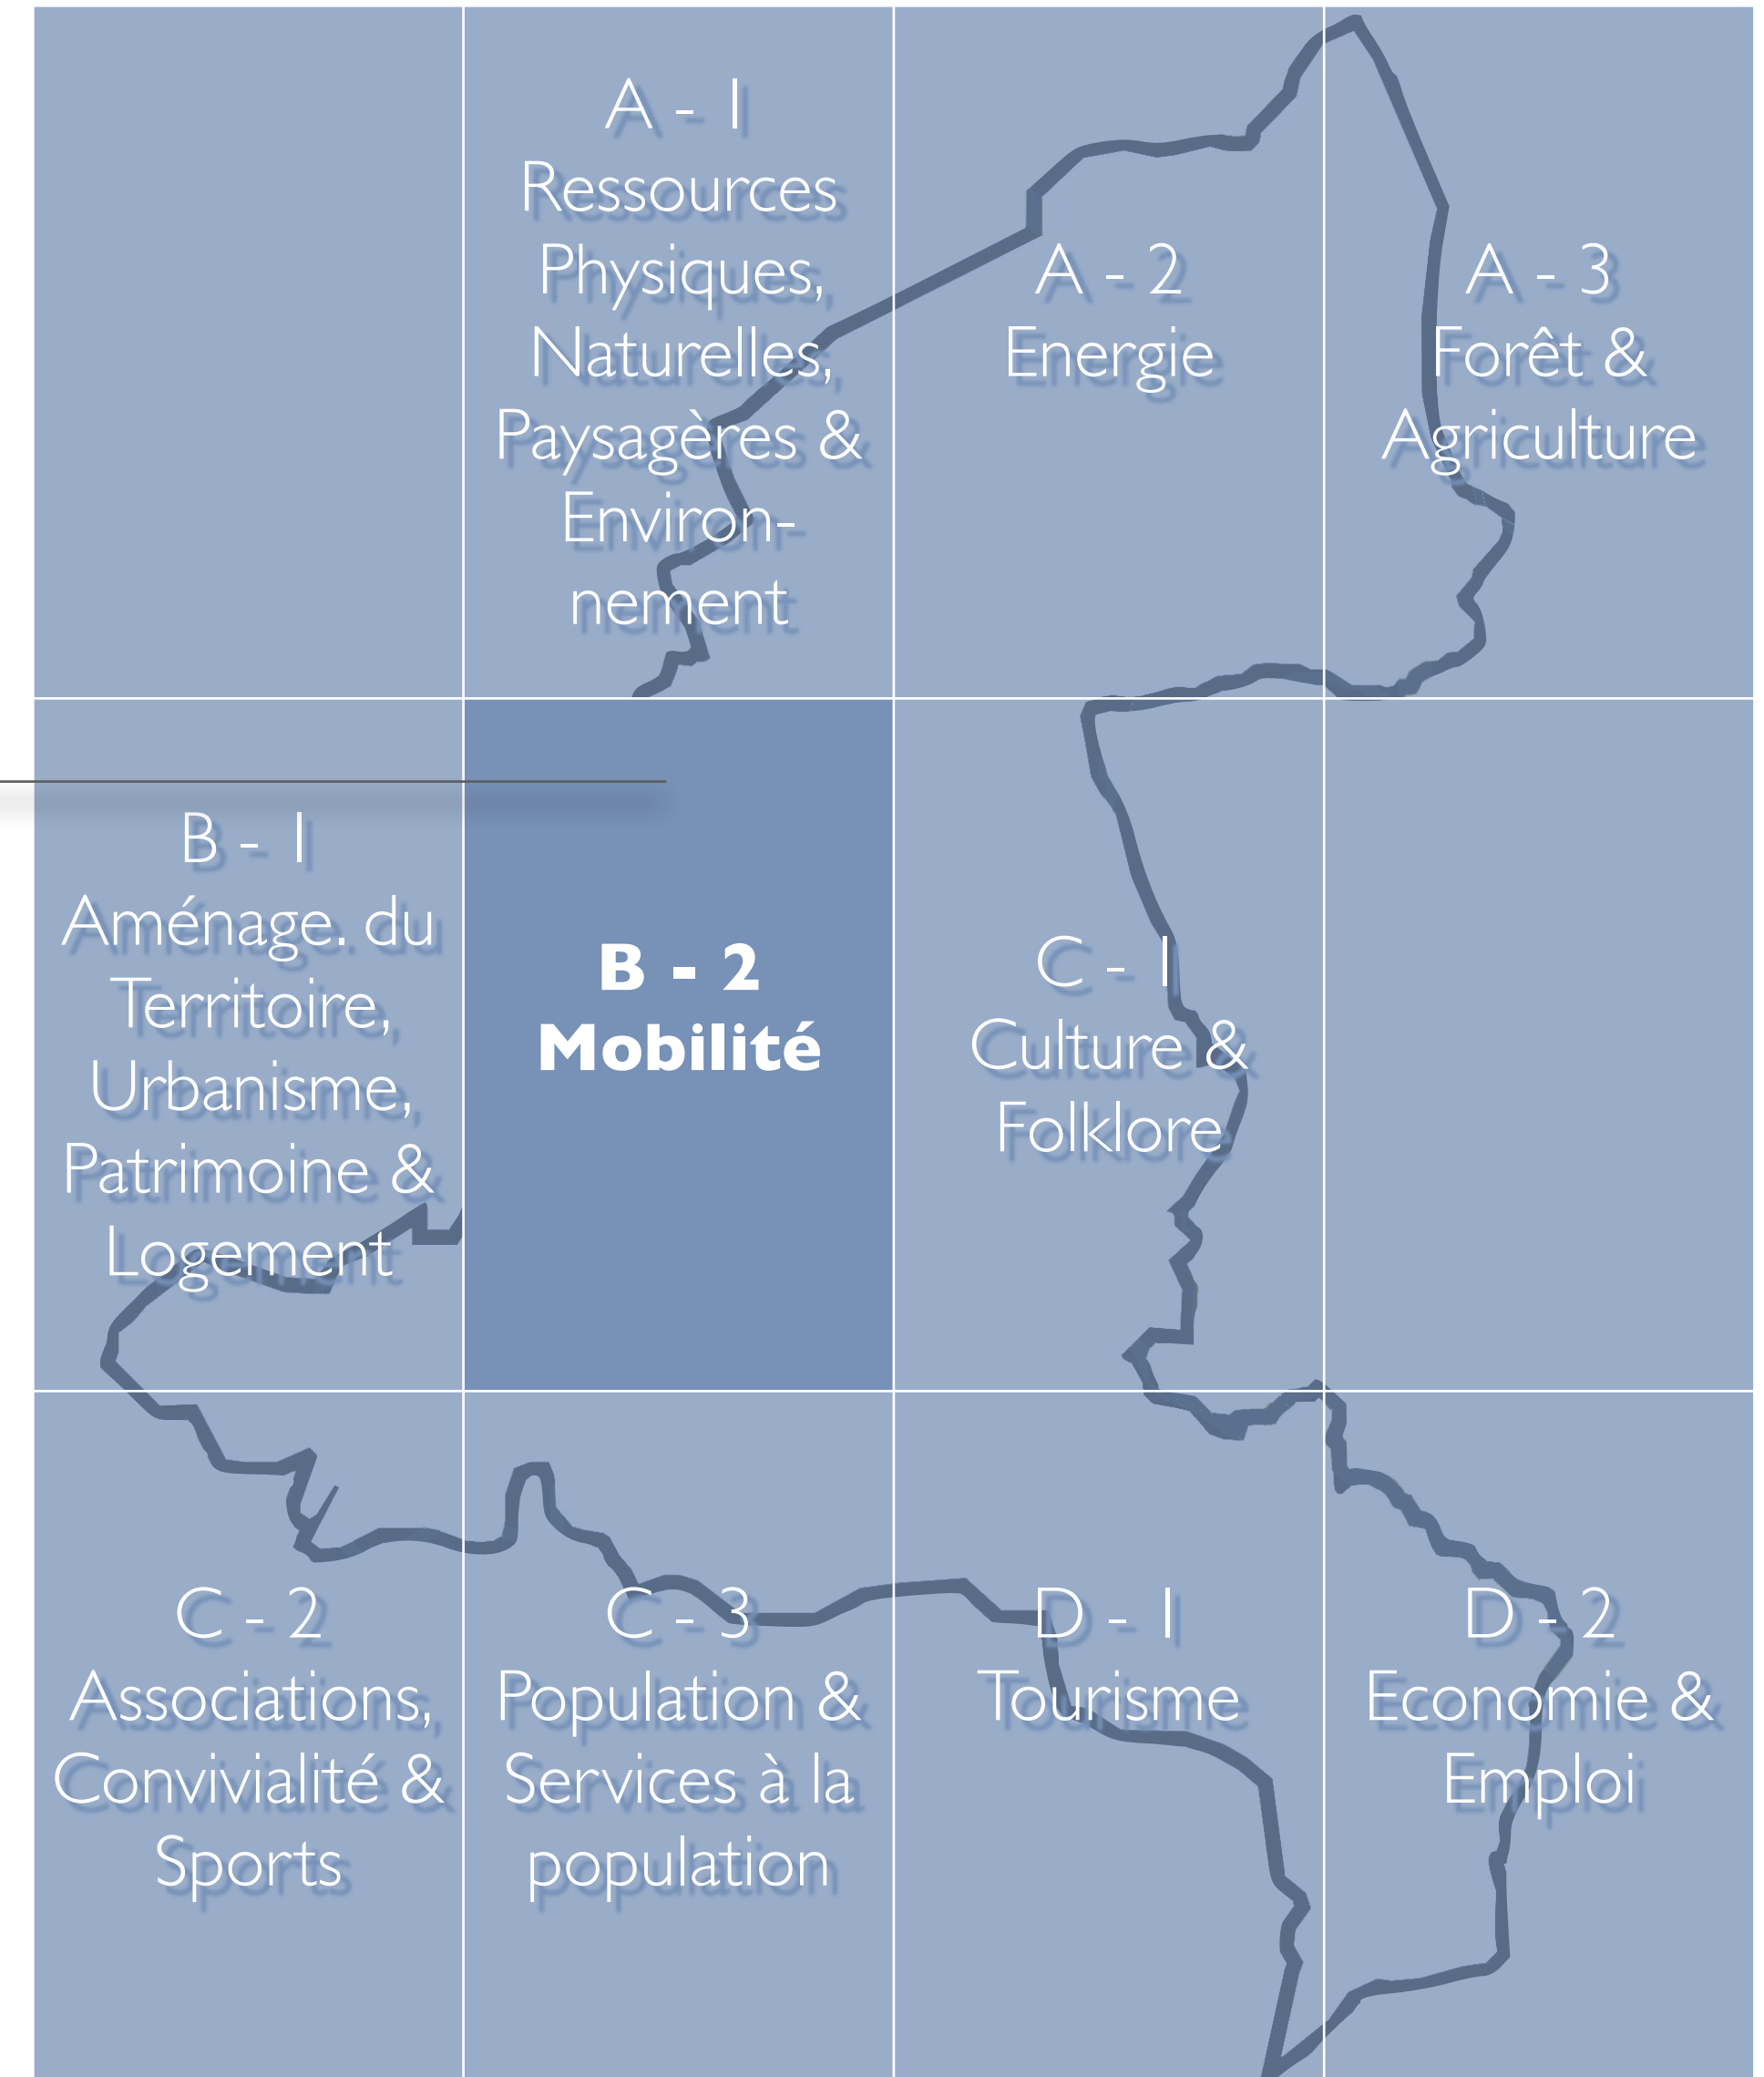 A - 1
Ressources
Physiques,
Naturelles,
Paysagères &
Environ-
nement
A - 2
Energie
A - 3
Forêt &
Agriculture
B - 1
Aménage. du
Territoire,
Urbanisme,
Patrimoine &
Logement
B - 2
Mobilité
C - 1
Culture &
Folklore
C - 2
Associations,
Convivialité &
Sports
C - 3
Population &
Services à la
population
D - 1
Tourisme
D - 2
Economie &
Emploi